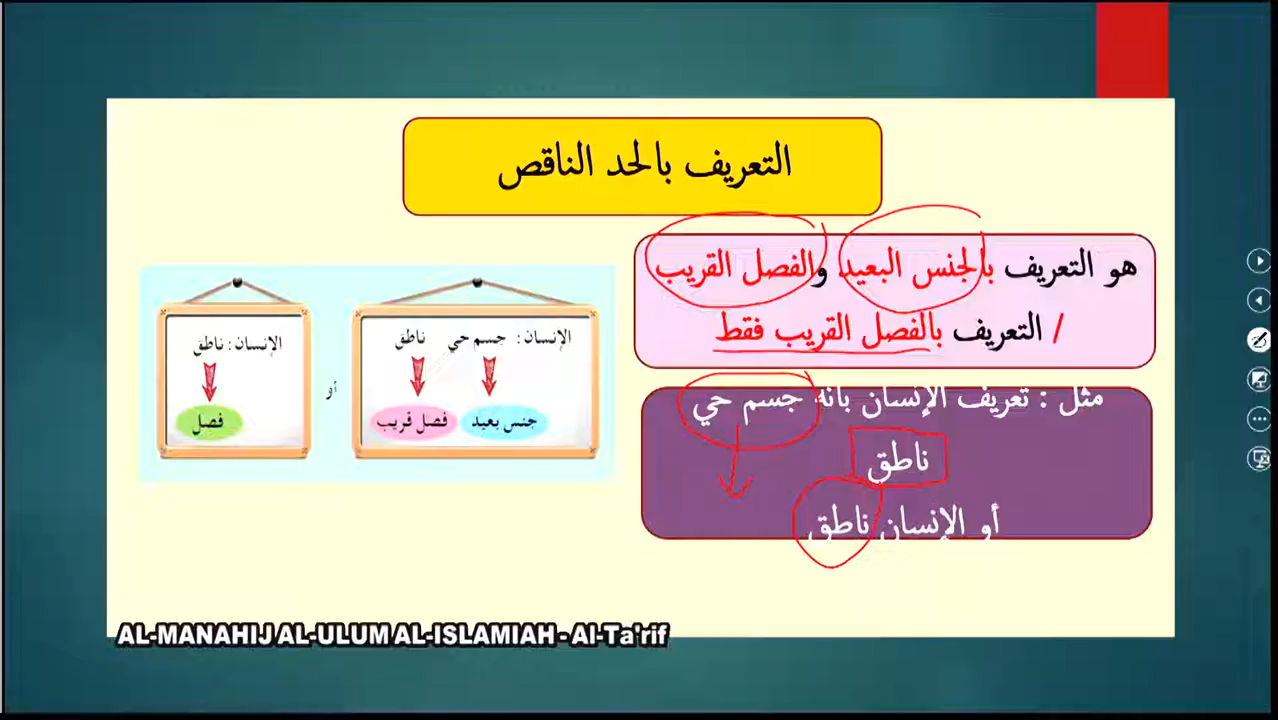 التعريف بالحد الناقص
هو التعريف بالجنس البعيد والفصل القريب
/ التعريف بالفصل القريب فقط
مثل : تعريف الإنسان بانه جسم حي
ناطق
أو الإنسان ناطق
الإنسان : جسم حي ناطق
جنس بعيد فصل قريب
أو
الإنسان : ناطق
فصل
AL-MANAHIJ AL-ULUM AL-ISLAMIAH - Al-Ta'rif